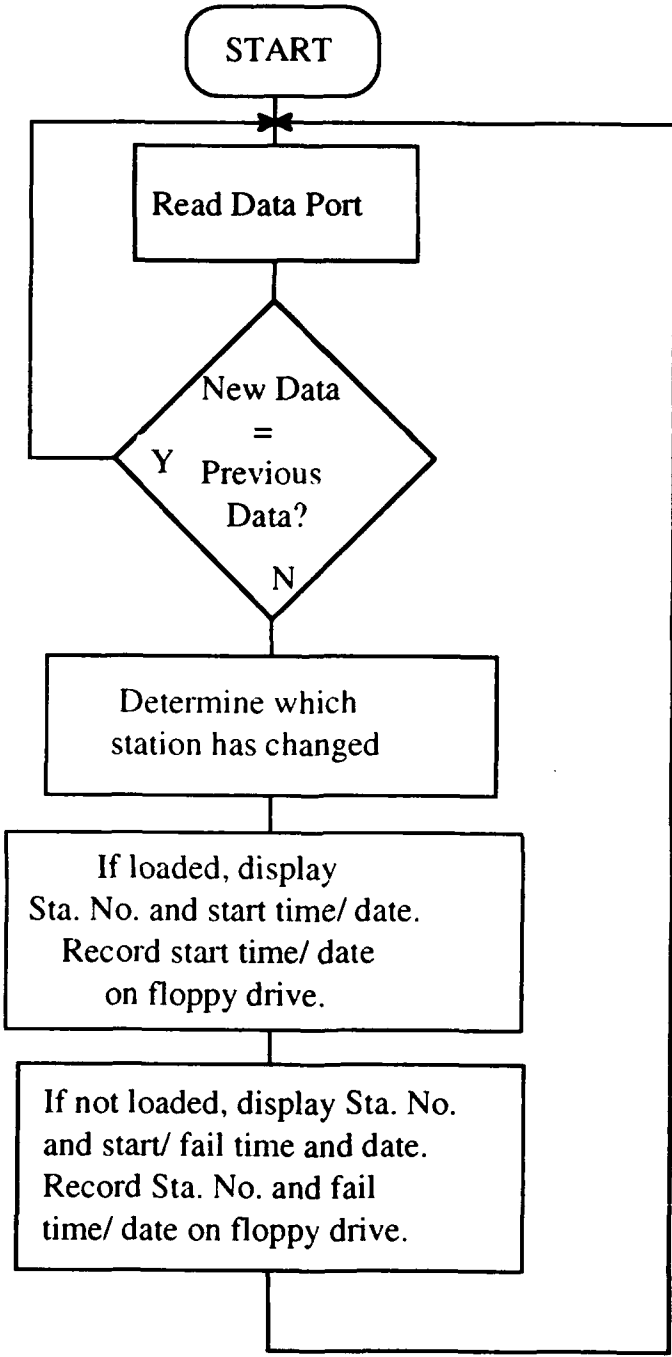 START
Read Data Port
New Data
=
Previous
Data?
Y
N
Determine which
station has changed
If loaded, display
Sta. No. and start time/ date.
Record start time/ date
on floppy drive.
If not loaded, display Sta. No.
and start/ fail time and date.
Record Sta. No. and fail
time/ date on floppy drive.